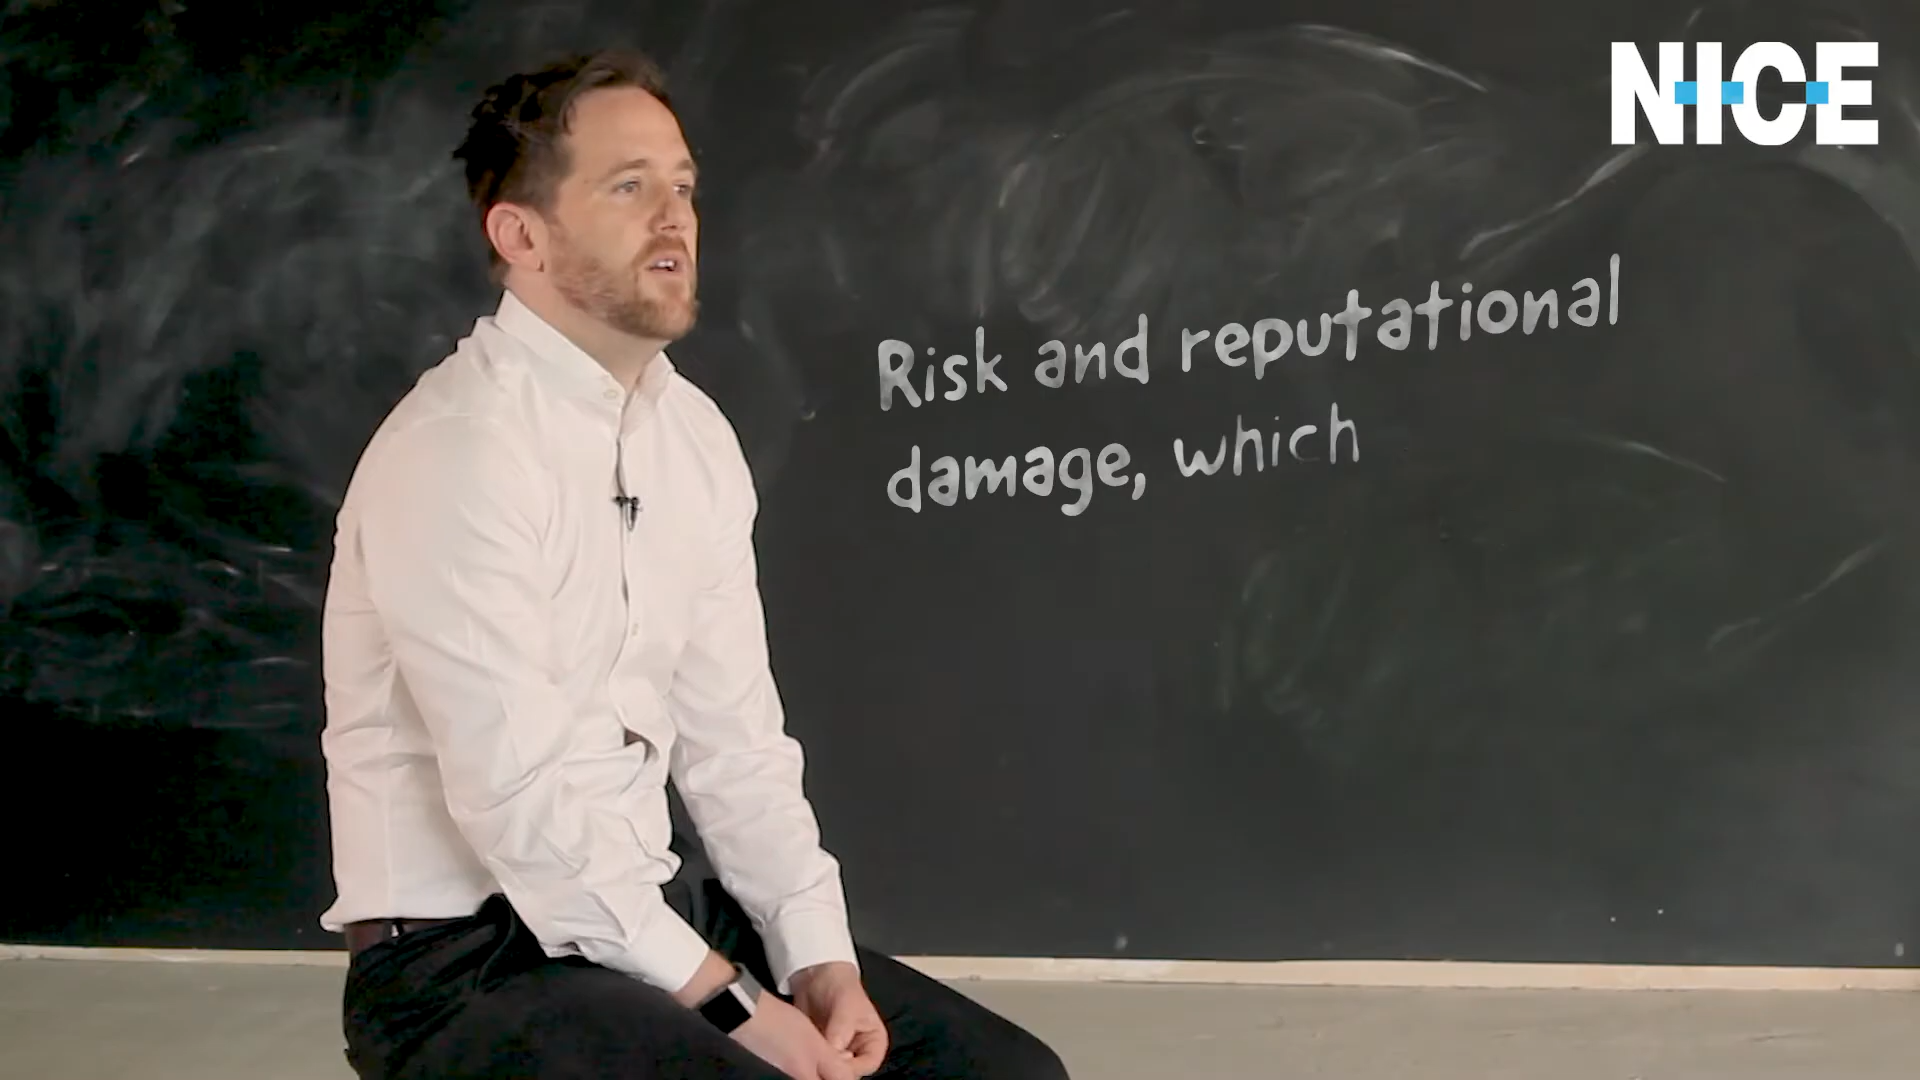 NICE
Risk and reputational
damage, which